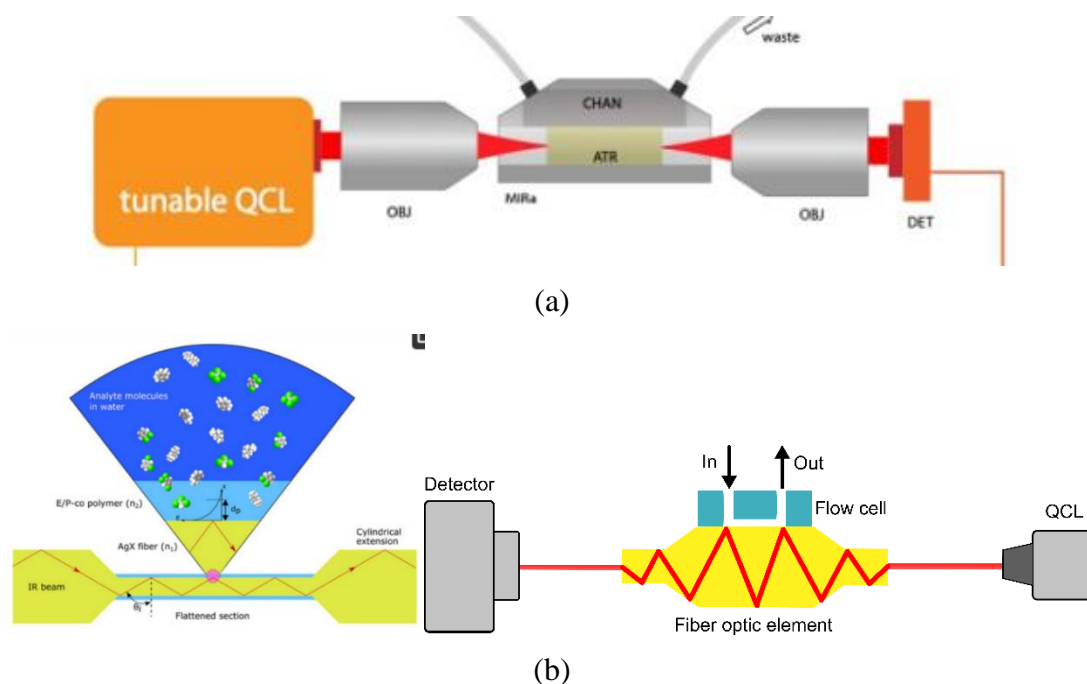 waste
CHAN
ATR
tunable QCL
OBJ
MIRa
OBJ
DET
(a)
Analyte molecules
in water
E/P-co polymer (n₂)
dₚ
AgX fiber (n₁)
Cylindrical
extension
IR beam
θᵢ
Flattened section
In
Out
Detector
Flow cell
QCL
Fiber optic element
(b)